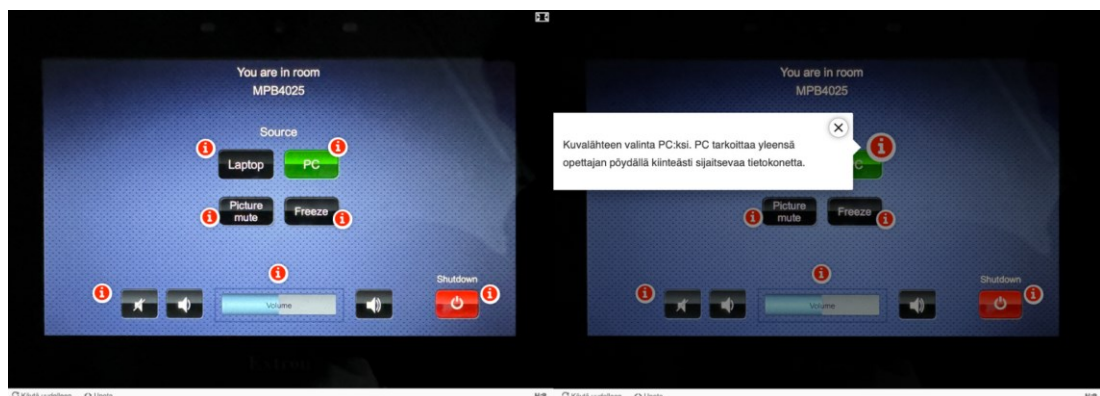 You are in room
MPB4025
Source
Laptop
PC
Picture
mute
Freeze
Shutdown
Volume
You are in room
MPB4025
Kuvalähteen valinta PC:ksi. PC tarkoittaa yleensä
opettajan pöydällä kiinteästi sijaitsevaa tietokonetta.
Picture
mute
Freeze
Shutdown
Volume
Extron